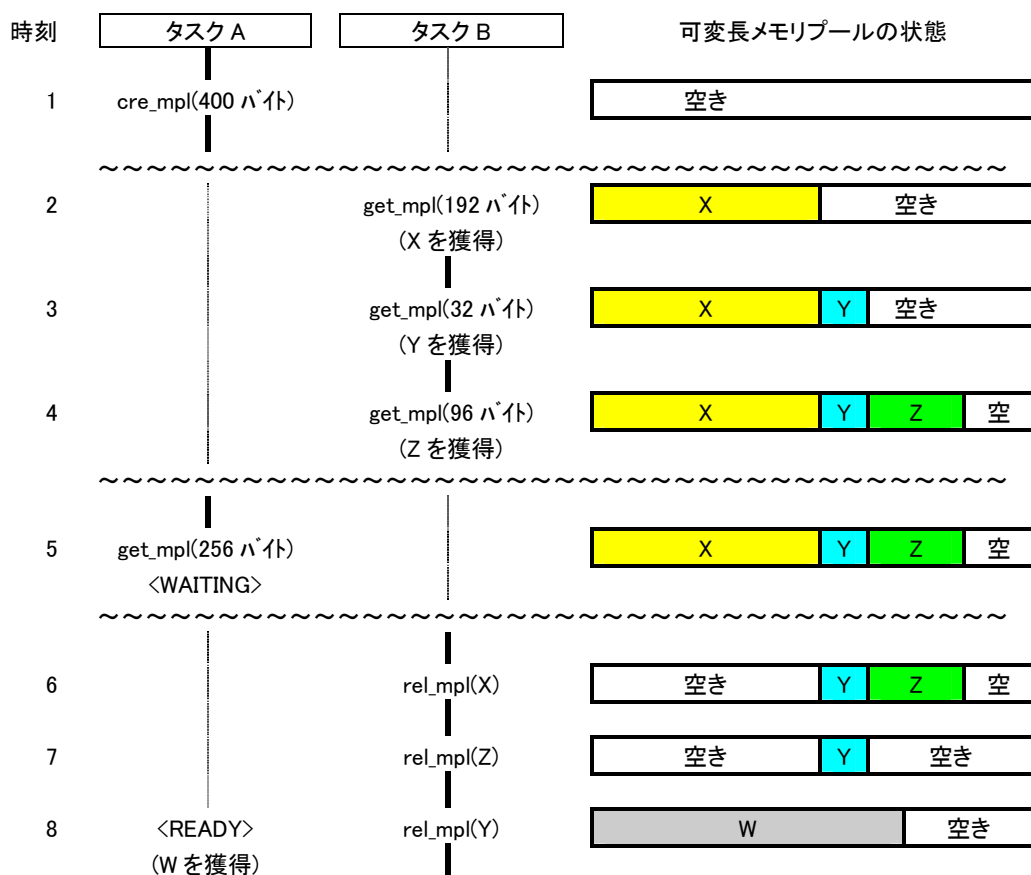 時刻 タスク A タスク B 可変長メモリプールの状態
1 cre_mpl(400 バイト) 空き
~~~~~~~~~~~~~~~~~~~~~~~~~~~~~~~~~~~~~~
2 get_mpl(192 バイト) X 空き
(X を獲得)
3 get_mpl(32 バイト) X Y 空き
(Y を獲得)
4 get_mpl(96 バイト) X Y Z 空
(Z を獲得)
~~~~~~~~~~~~~~~~~~~~~~~~~~~~~~~~~~~~~~
5 get_mpl(256 バイト) X Y Z 空
<WAITING>
~~~~~~~~~~~~~~~~~~~~~~~~~~~~~~~~~~~~~~
6 rel_mpl(X) 空き Y Z 空
7 rel_mpl(Z) 空き Y 空き
8 <READY> rel_mpl(Y) W 空き
(W を獲得)